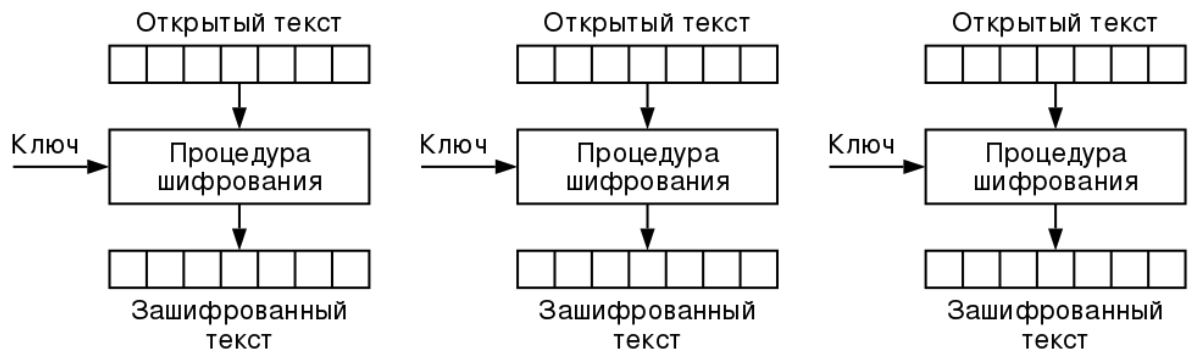 Открытый текст
Ключ
Процедура
шифрования
Зашифрованный
текст
Открытый текст
Ключ
Процедура
шифрования
Зашифрованный
текст
Открытый текст
Ключ
Процедура
шифрования
Зашифрованный
текст